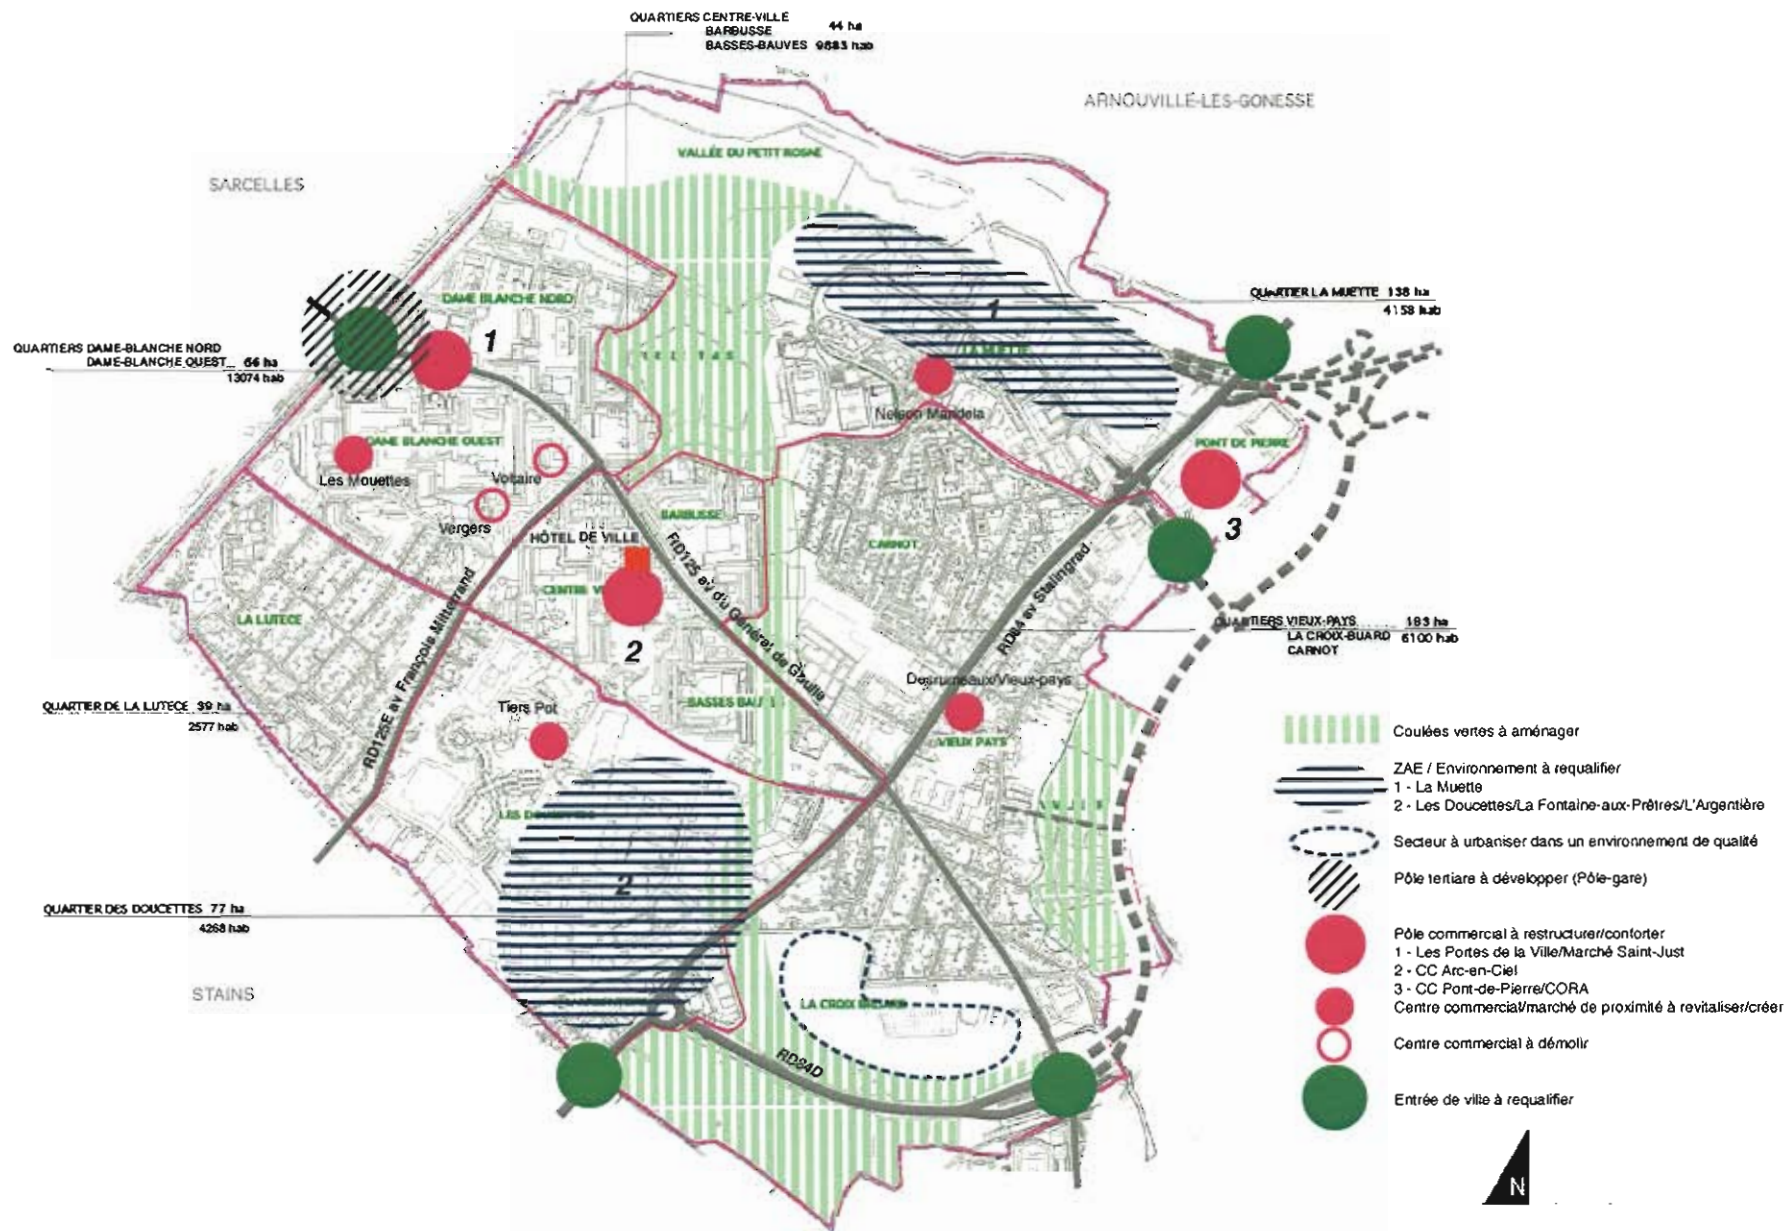 QUARTIERS CENTRE-VILLE 44 ha
BARBUSSE
BASSES-BAUVES 9883 hab
ARNOUVILLE-LES-GONESSE
SARCELLES
VALLÉE DU PETIT ROSNE
DAME BLANCHE NORD
1
1
QUARTIER LA MUETTE 138 ha
4158 hab
QUARTIERS DAME-BLANCHE NORD
DAME-BLANCHE OUEST 66 ha
13074 hab
LA MUETTE
Nelson Mandela
DAME BLANCHE OUEST
Les Mouettes
Voltaire
Vergers
PONT DE PIERRE
3
BARBUSSE
HÔTEL DE VILLE
CARNOT
CENTRE V
2
RD125 av du Général de Gaulle
RD125E av François Mitterrand
RD84 av Stalingrad
LA LUTECE
QUARTIERS VIEUX-PAYS 183 ha
LA CROIX-BUARD 6100 hab
CARNOT
QUARTIER DE LA LUTECE 39 ha
2577 hab
Tiers Pot
BASSES BAUVES
Desrumeaux/Vieux-pays
VIEUX PAYS
LES DOUCETTES
2
QUARTIER DES DOUCETTES 77 ha
4268 hab
STAINS
LA CROIX BUARD
RD84D
Coulées vertes à aménager
ZAE / Environnement à requalifier
1 - La Muette
2 - Les Doucettes/La Fontaine-aux-Prêtres/L'Argentière
Secteur à urbaniser dans un environnement de qualité
Pôle tertiaire à développer (Pôle-gare)
Pôle commercial à restructurer/conforter
1 - Les Portes de la Ville/Marché Saint-Just
2 - CC Arc-en-Ciel
3 - CC Pont-de-Pierre/CORA
Centre commercial/marché de proximité à revitaliser/créer
Centre commercial à démolir
Entrée de ville à requalifier
N